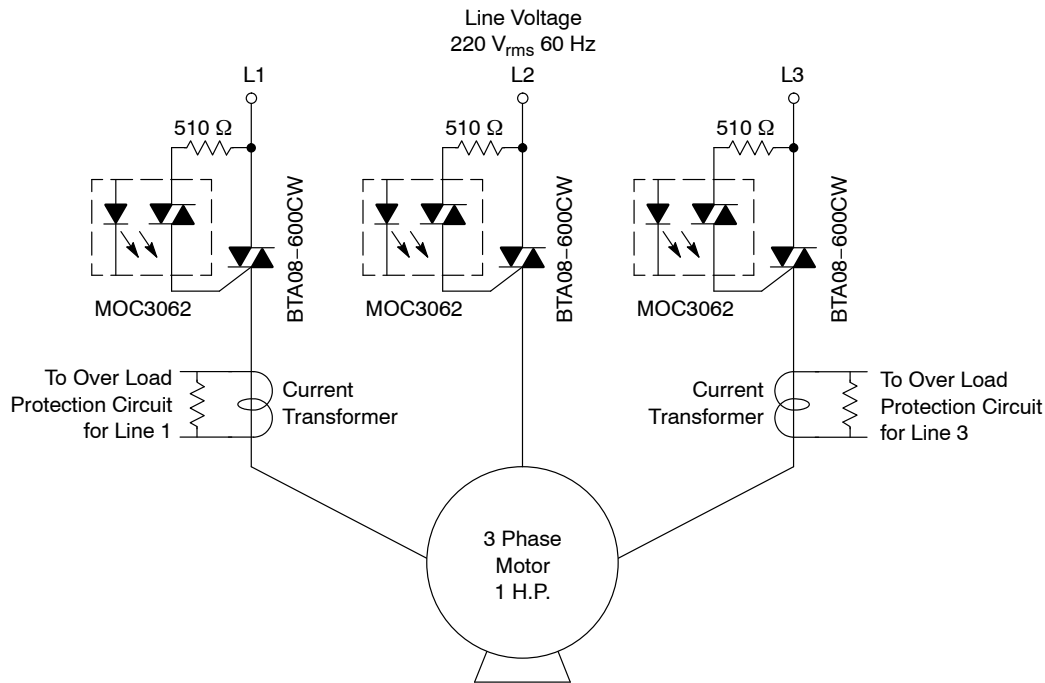 Line Voltage
220 Vrms 60 Hz
L1
L2
L3
510 Ω
510 Ω
510 Ω
BTA08−600CW
BTA08−600CW
BTA08−600CW
MOC3062
MOC3062
MOC3062
To Over Load
Protection Circuit
for Line 1
Current
Transformer
Current
Transformer
To Over Load
Protection Circuit
for Line 3
3 Phase
Motor
1 H.P.